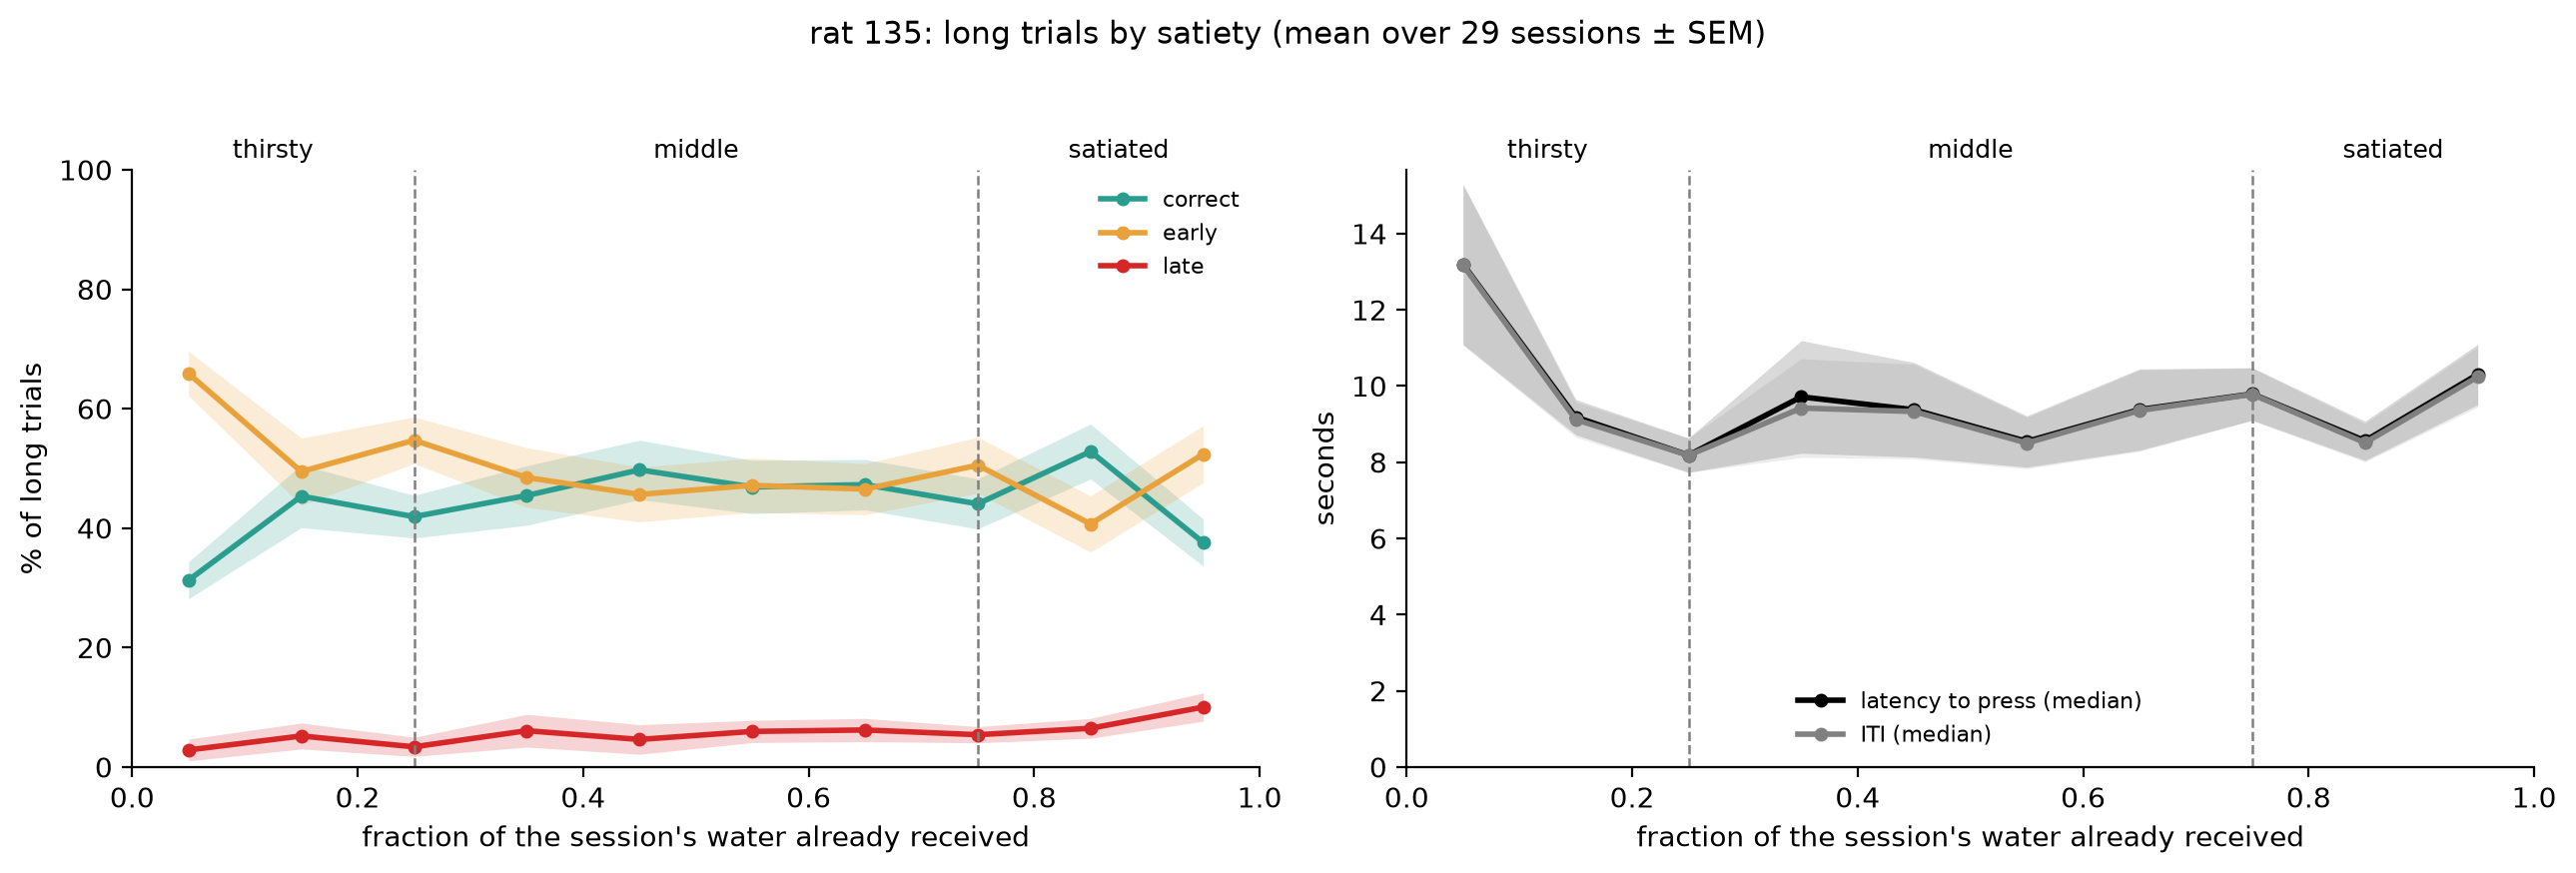 rat 135: long trials by satiety (mean over 29 sessions ± SEM)
thirsty
middle
satiated
100
80
60
40
20
0
% of long trials
correct
early
late
0.0
0.2
0.4
0.6
0.8
1.0
fraction of the session's water already received
thirsty
middle
satiated
14
12
10
8
6
4
2
0
seconds
latency to press (median)
ITI (median)
0.0
0.2
0.4
0.6
0.8
1.0
fraction of the session's water already received